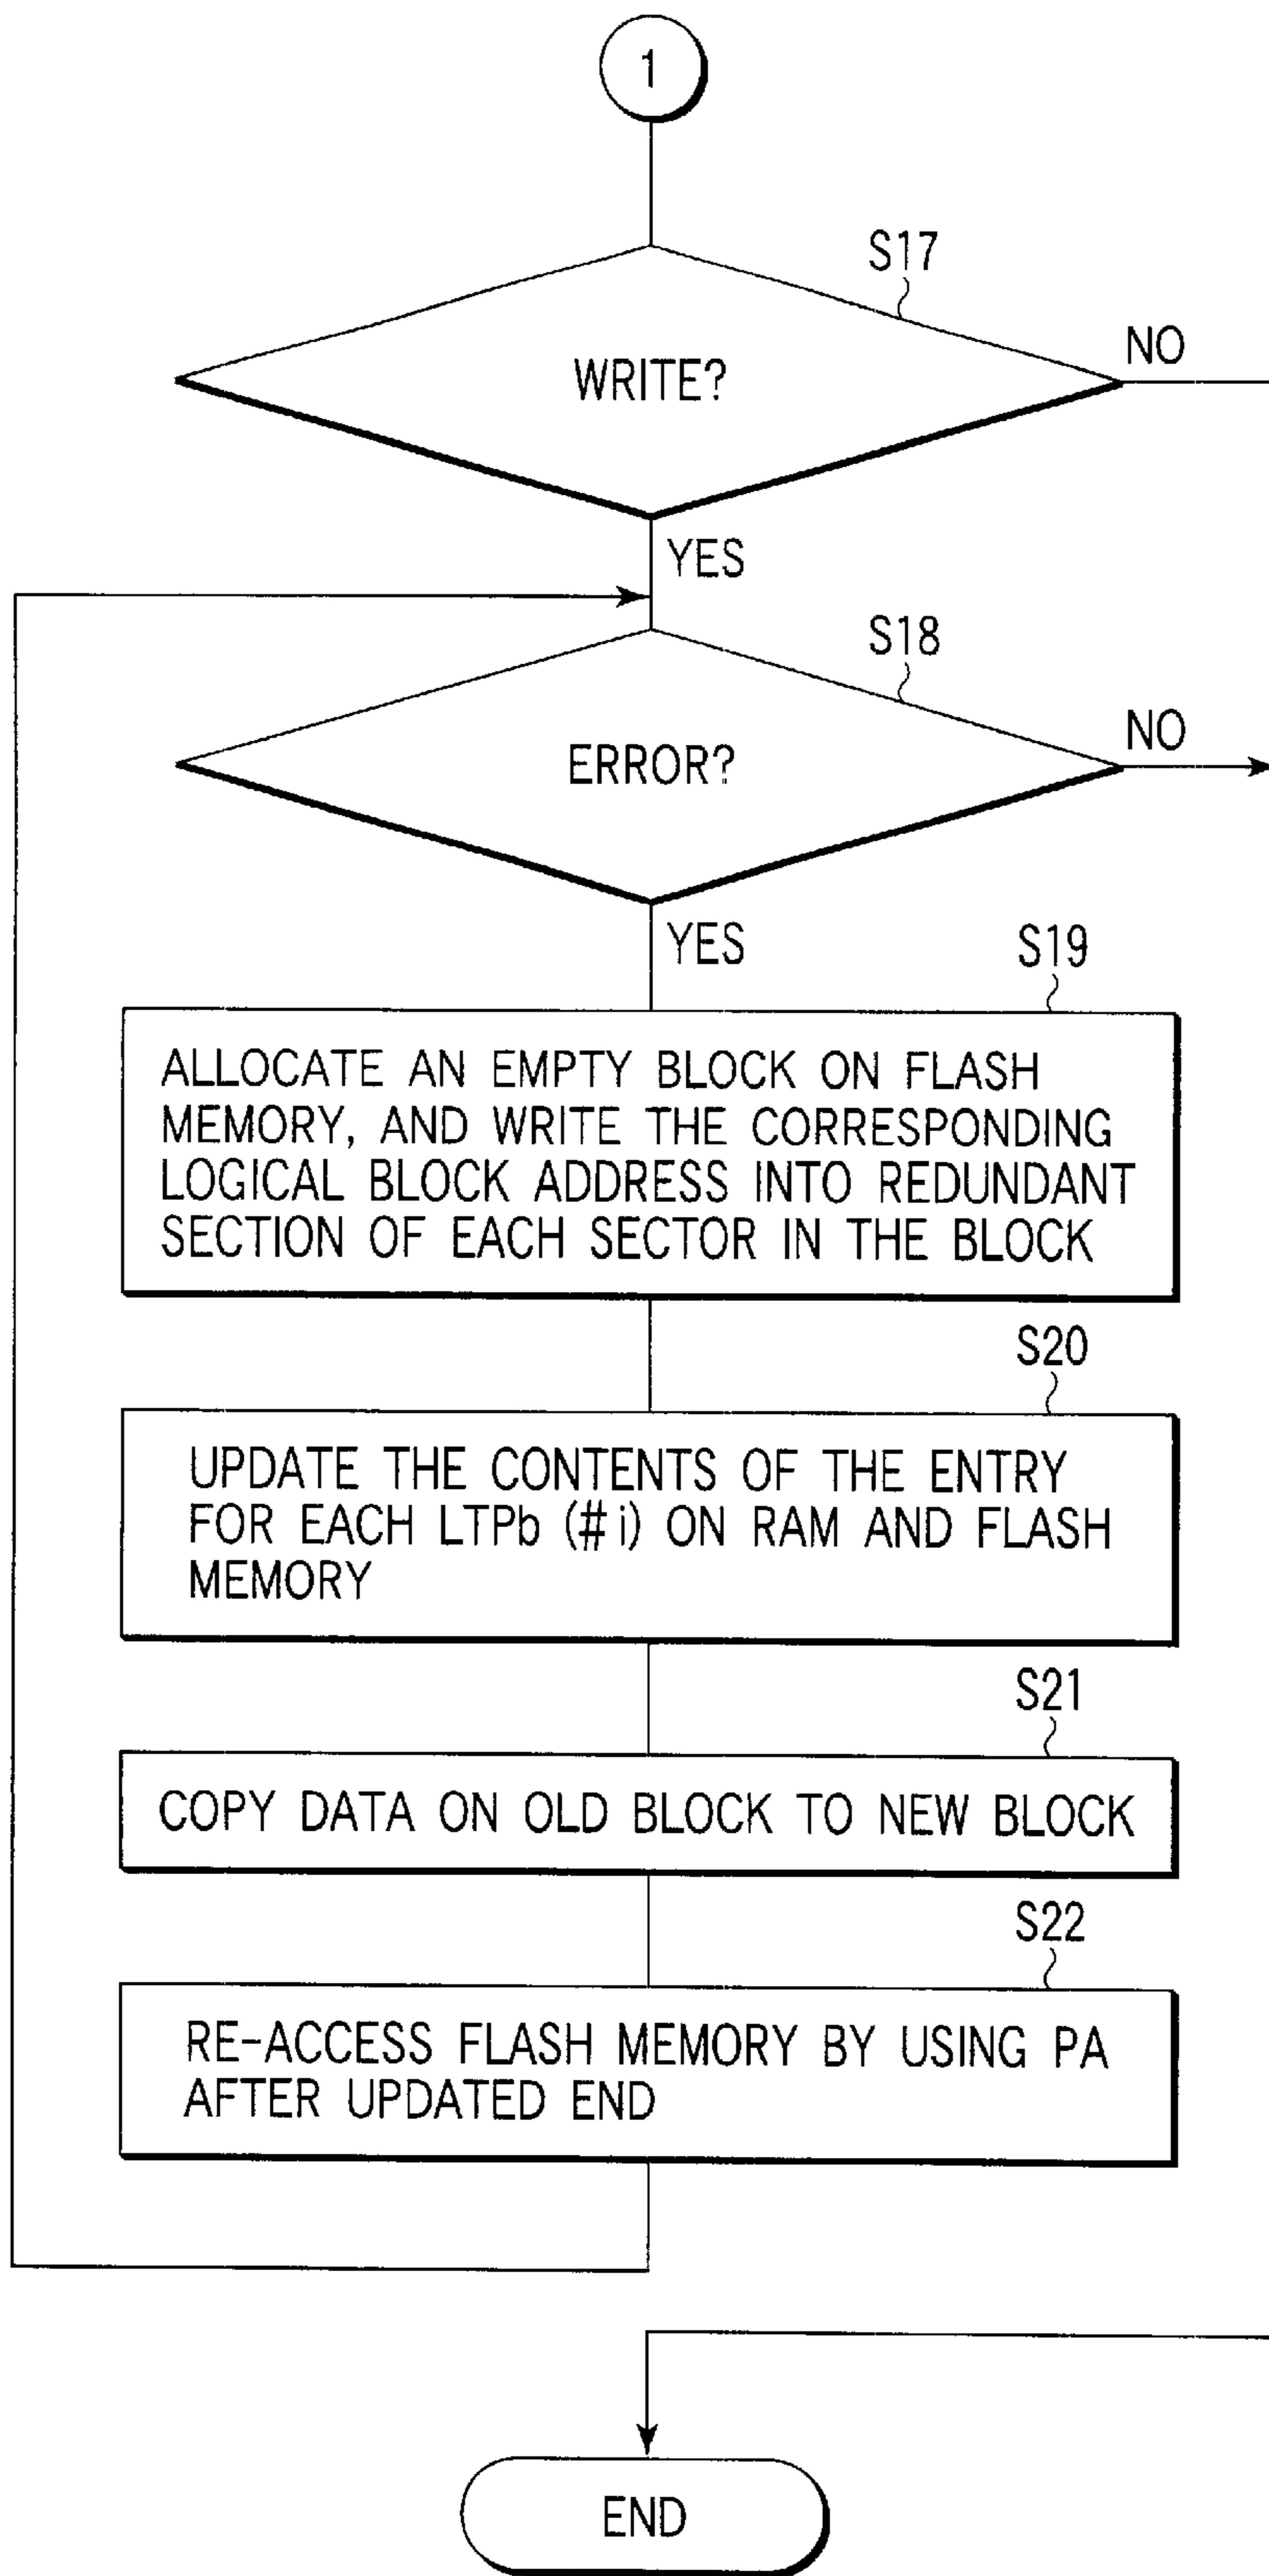 1
S17
WRITE?
NO
YES
S18
ERROR?
NO
YES
S19
ALLOCATE AN EMPTY BLOCK ON FLASH
MEMORY, AND WRITE THE CORRESPONDING
LOGICAL BLOCK ADDRESS INTO REDUNDANT
SECTION OF EACH SECTOR IN THE BLOCK
S20
UPDATE THE CONTENTS OF THE ENTRY
FOR EACH LTPb (#i) ON RAM AND FLASH
MEMORY
S21
COPY DATA ON OLD BLOCK TO NEW BLOCK
S22
RE-ACCESS FLASH MEMORY BY USING PA
AFTER UPDATED END
END